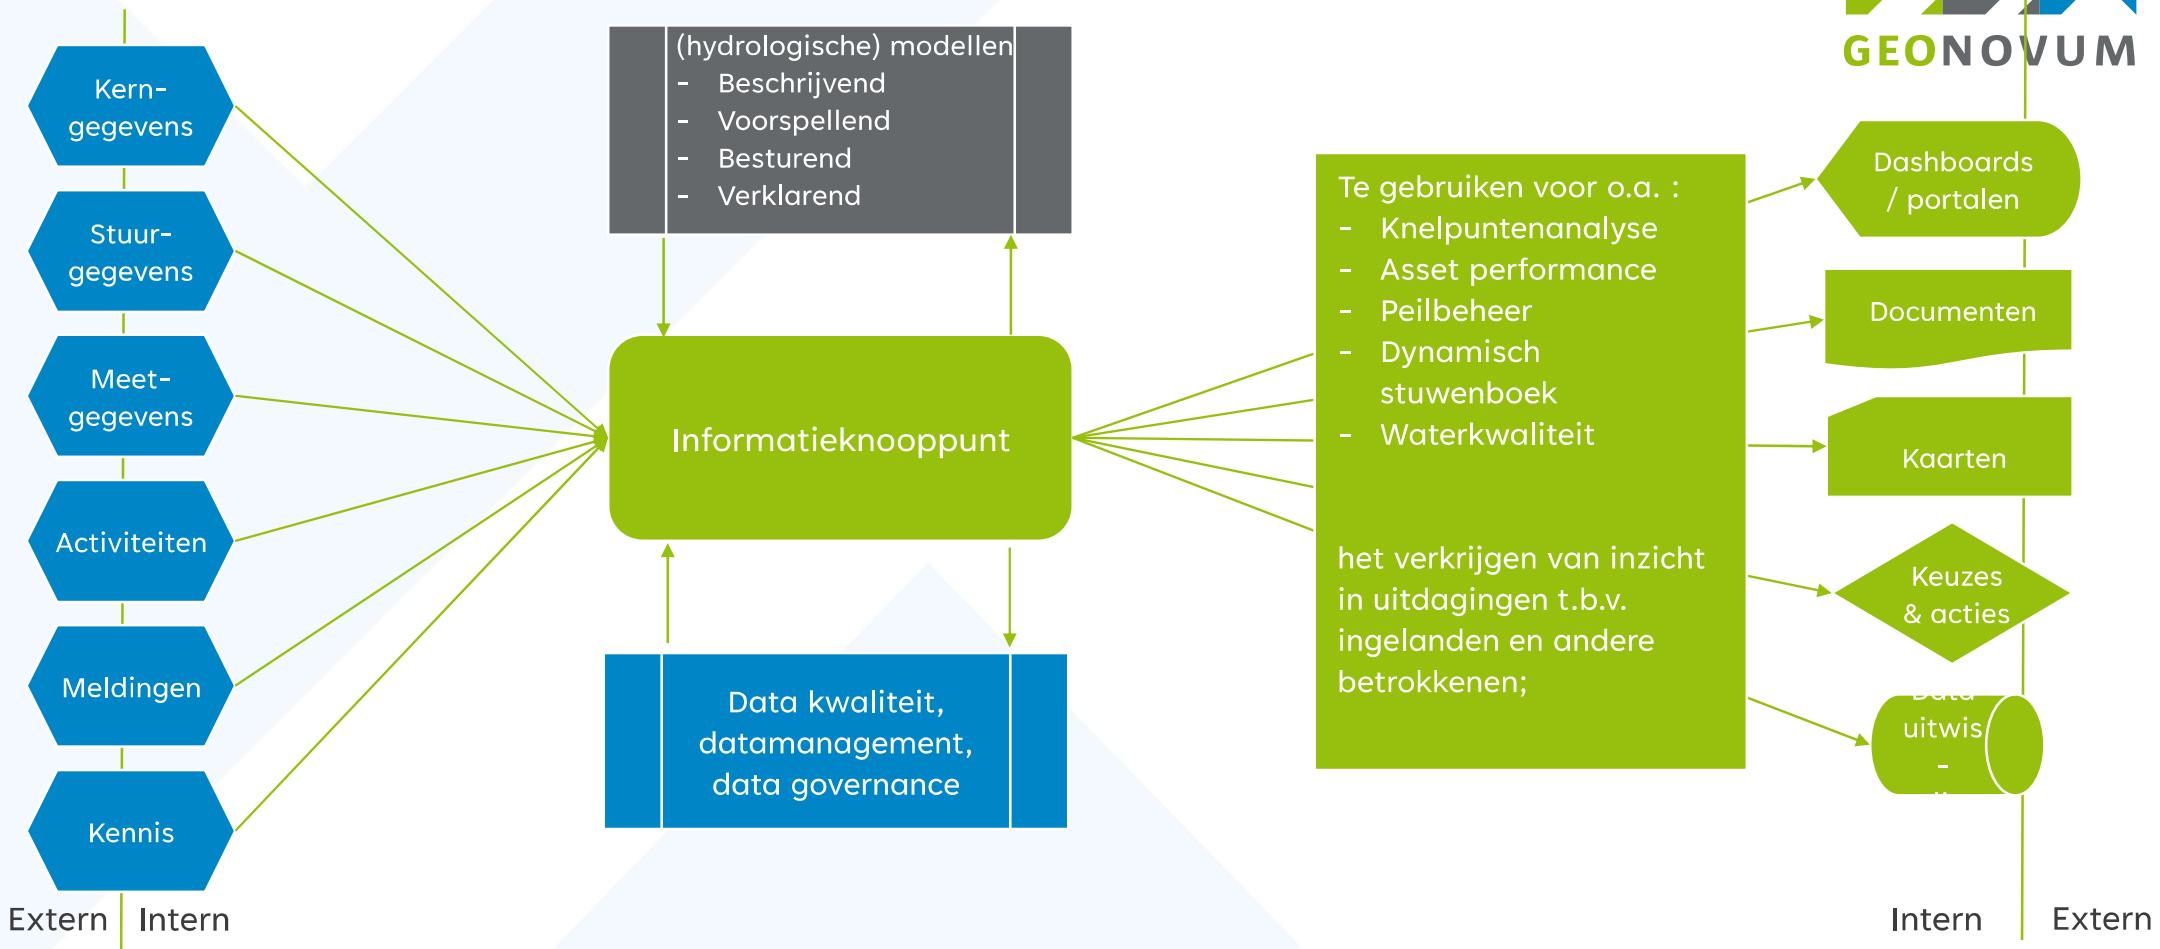 GEONOVUM
Kern-
gegevens
Stuur-
gegevens
Meet-
gegevens
Activiteiten
Meldingen
Kennis
Extern
Intern
(hydrologische) modellen
- Beschrijvend
- Voorspellend
- Besturend
- Verklarend
Informatieknooppunt
Data kwaliteit,
datamanagement,
data governance
Te gebruiken voor o.a. :
- Knelpuntenanalyse
- Asset performance
- Peilbeheer
- Dynamisch
stuwenboek
- Waterkwaliteit
het verkrijgen van inzicht
in uitdagingen t.b.v.
ingelanden en andere
betrokkenen;
Dashboards
/ portalen
Documenten
Kaarten
Keuzes
& acties
Data
uitwis
-
Intern
Extern